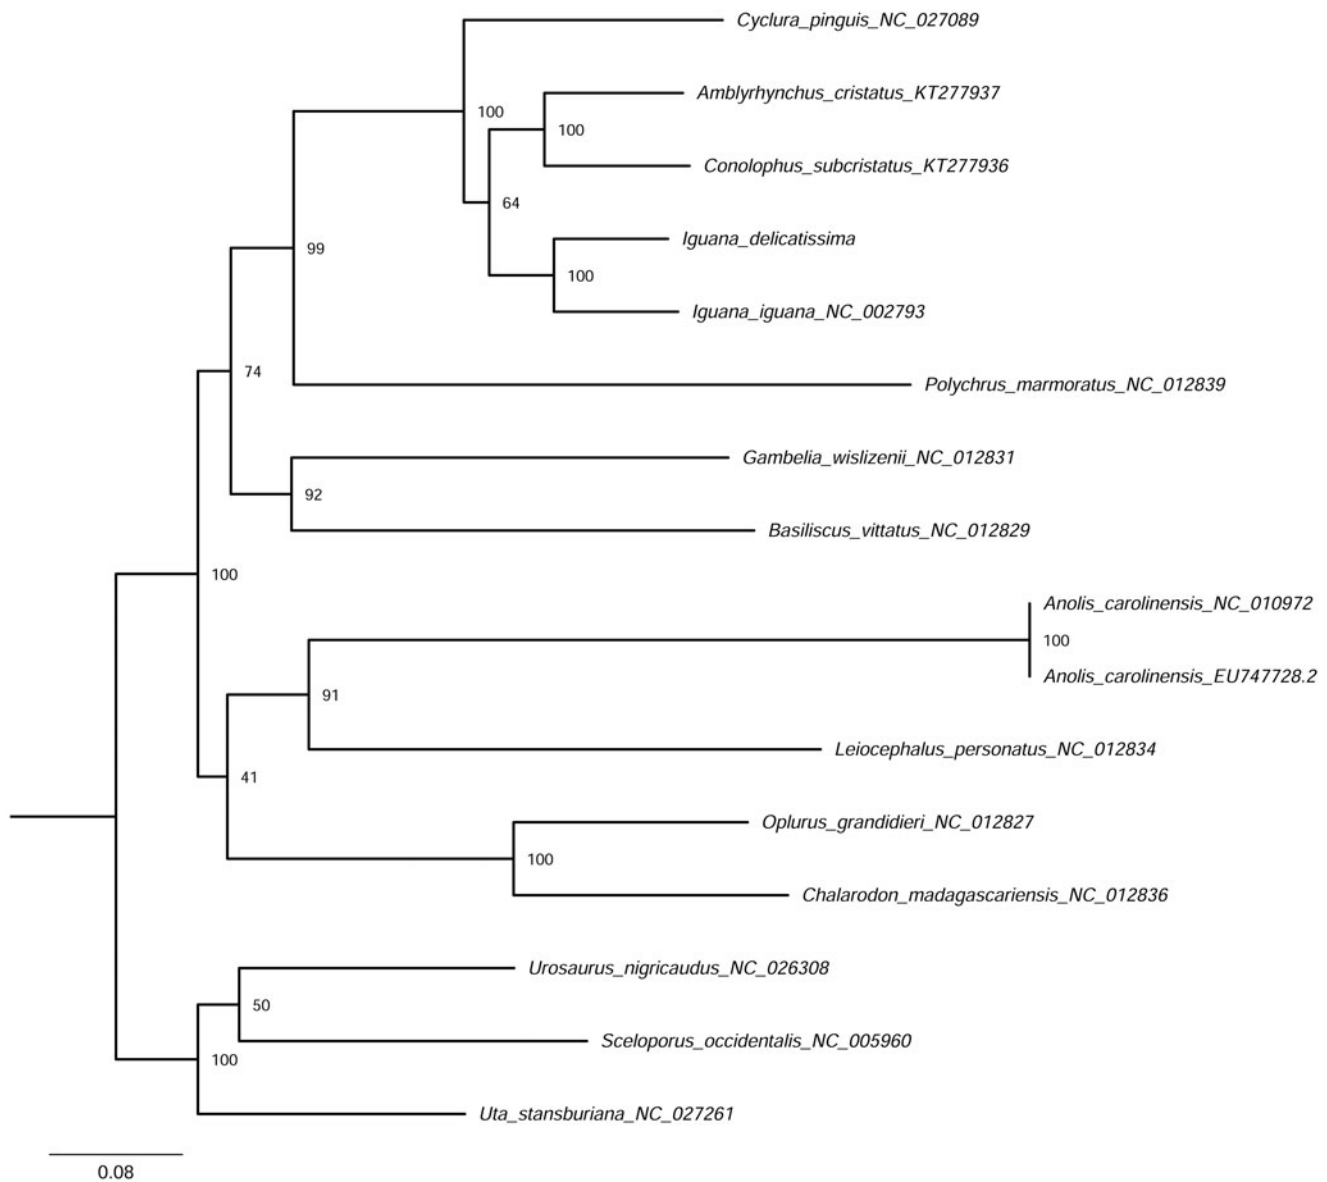 Cyclura_pinguis_NC_027089
Amblyrhynchus_cristatus_KT277937
100
100
Conolophus_subcristatus_KT277936
64
Iguana_delicatissima
99
100
Iguana_iguana_NC_002793
74
Polychrus_marmoratus_NC_012839
Gambelia_wislizenii_NC_012831
92
Basiliscus_vittatus_NC_012829
100
Anolis_carolinensis_NC_010972
100
Anolis_carolinensis_EU747728.2
91
Leiocephalus_personatus_NC_012834
41
Oplurus_grandidieri_NC_012827
100
Chalarodon_madagascariensis_NC_012836
Urosaurus_nigricaudus_NC_026308
50
Sceloporus_occidentalis_NC_005960
100
Uta_stansburiana_NC_027261
0.08